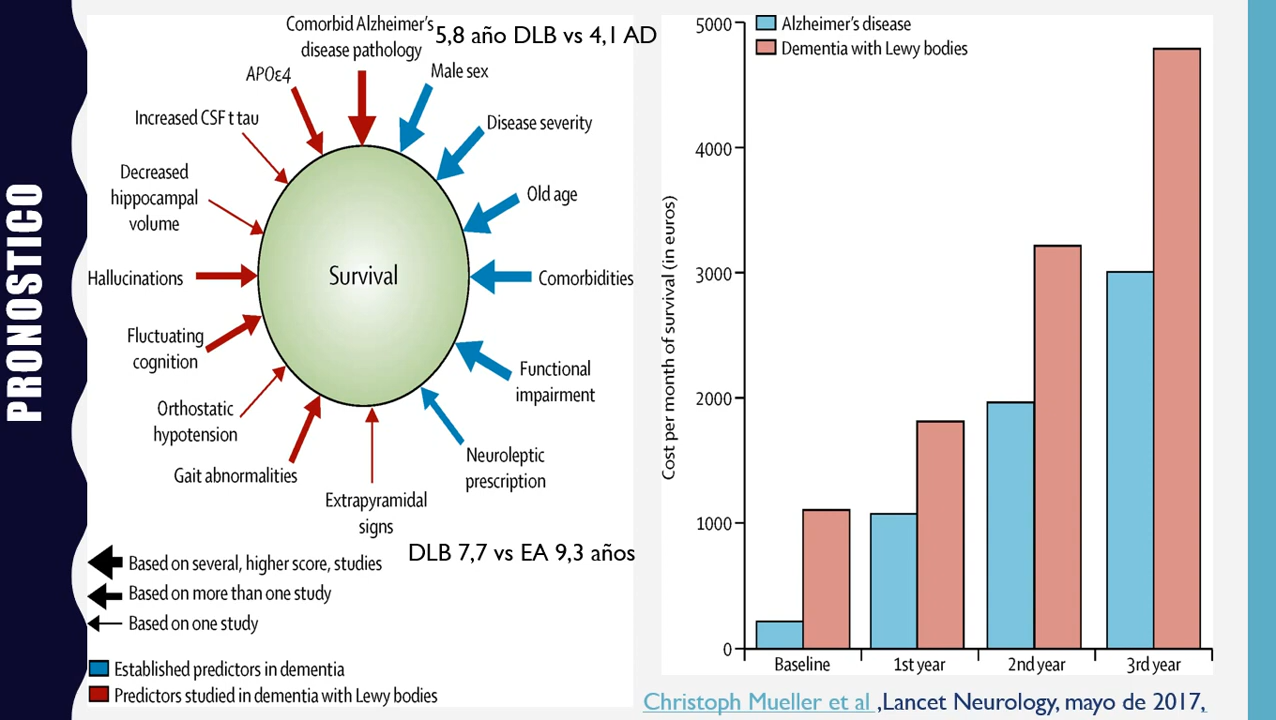 PRONOSTICO
Comorbid Alzheimer's
disease pathology
5,8 año DLB vs 4,1 AD
APOε4
Male sex
Increased CSF t tau
Disease severity
Decreased
hippocampal
volume
Old age
Hallucinations
Survival
Comorbidities
Fluctuating
cognition
Functional
impairment
Orthostatic
hypotension
Gait abnormalities
Neuroleptic
prescription
Extrapyramidal
signs
DLB 7,7 vs EA 9,3 años
Based on several, higher score, studies
Based on more than one study
Based on one study
Established predictors in dementia
Predictors studied in dementia with Lewy bodies
Alzheimer's disease
Dementia with Lewy bodies
Cost per month of survival (in euros)
5000
4000
3000
2000
1000
0
Baseline
1st year
2nd year
3rd year
Christoph Mueller et al ,Lancet Neurology, mayo de 2017,